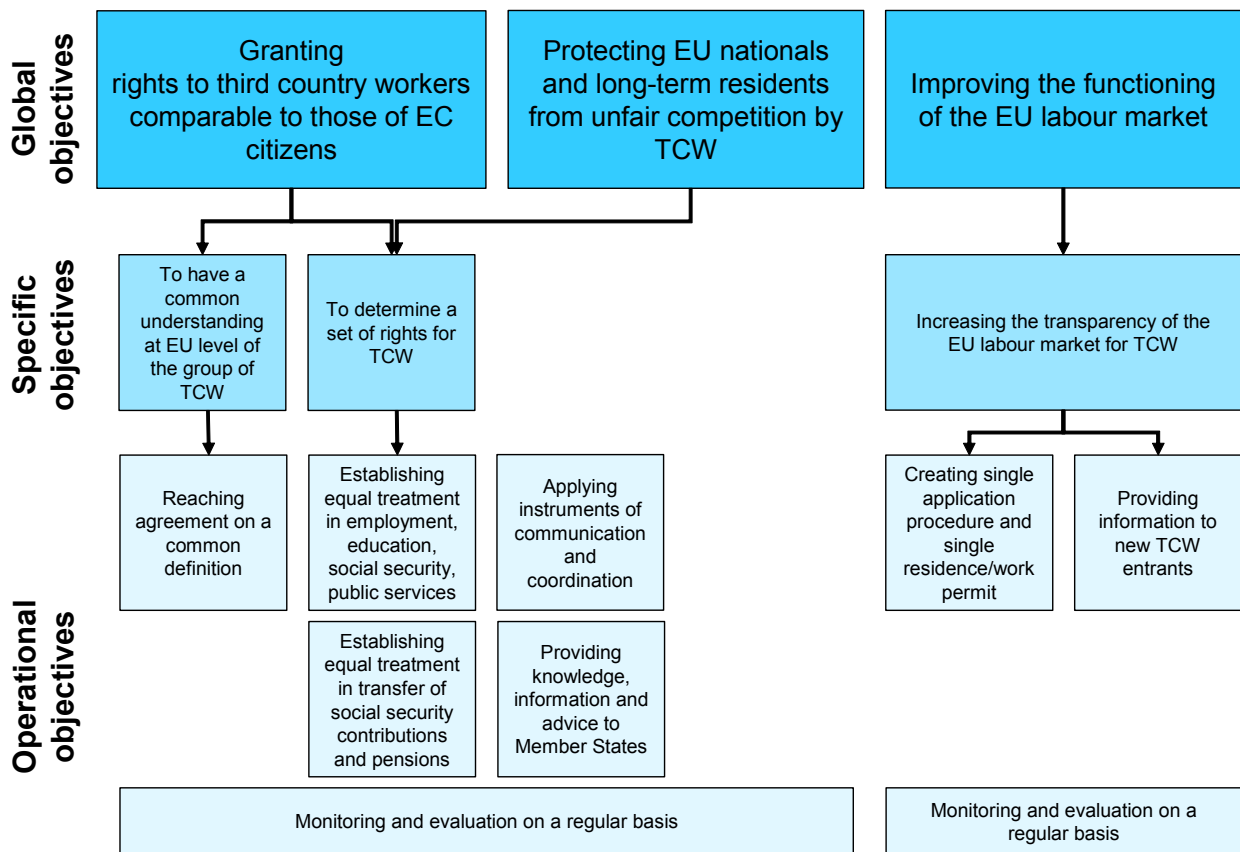 Global
objectives
Granting
rights to third country workers
comparable to those of EC
citizens
Protecting EU nationals
and long-term residents
from unfair competition by
TCW
Improving the functioning
of the EU labour market
Specific
objectives
To have a
common
understanding
at EU level of
the group of
TCW
To determine a
set of rights for
TCW
Increasing the transparency of the
EU labour market for TCW
Operational
objectives
Reaching
agreement on a
common
definition
Establishing
equal treatment
in employment,
education,
social security,
public services
Applying
instruments of
communication
and
coordination
Creating single
application
procedure and
single
residence/work
permit
Providing
information to
new TCW
entrants
Establishing
equal treatment
in transfer of
social security
contributions
and pensions
Providing
knowledge,
information and
advice to
Member States
Monitoring and evaluation on a regular basis
Monitoring and evaluation on a
regular basis